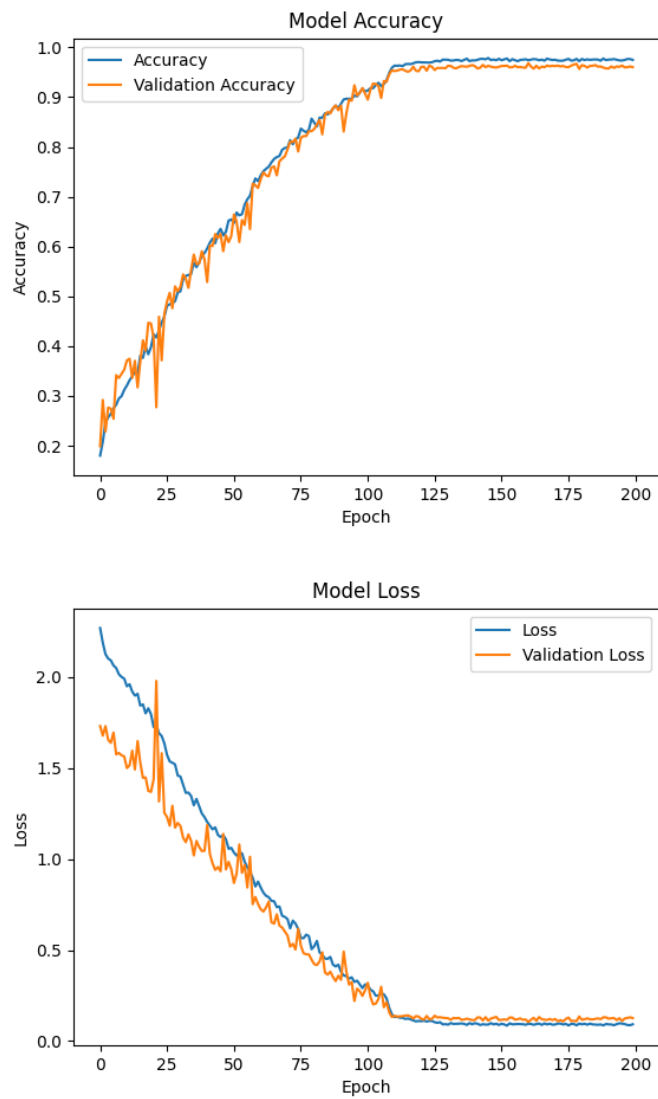 Model Accuracy
Accuracy
Validation Accuracy
1.0
0.9
0.8
0.7
0.6
0.5
0.4
0.3
0.2
Accuracy
0 25 50 75 100 125 150 175 200
Epoch
Model Loss
Loss
Validation Loss
2.0
1.5
1.0
0.5
0.0
Loss
0 25 50 75 100 125 150 175 200
Epoch